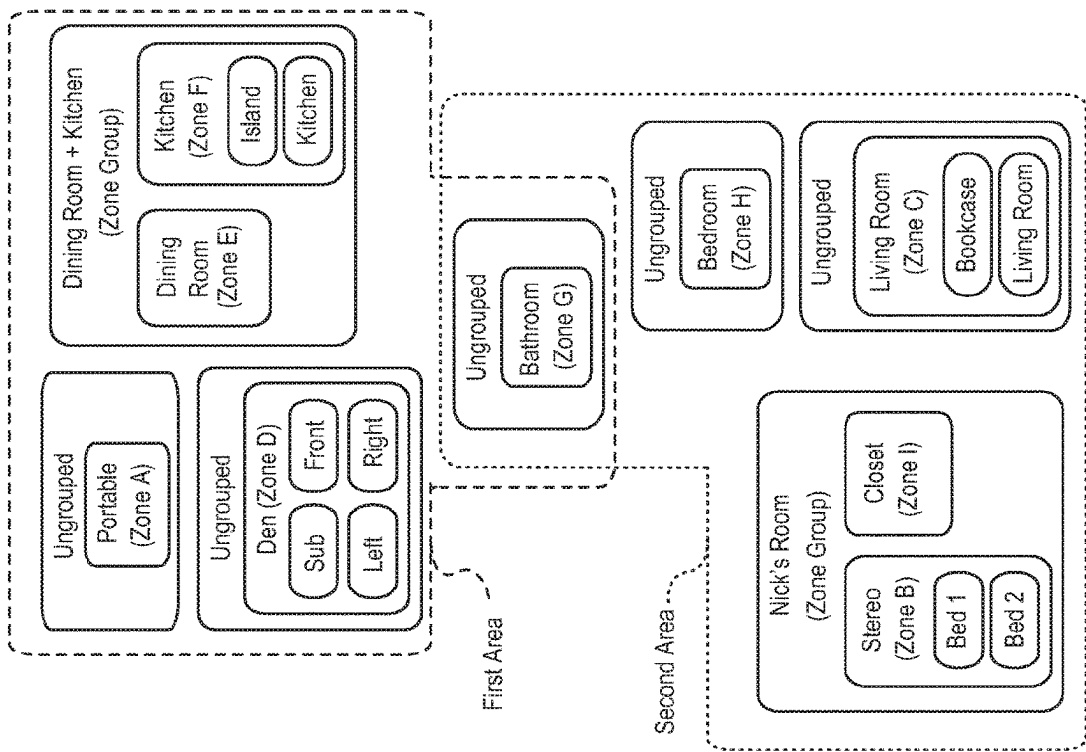 Ungrouped
Portable
(Zone A)
Dining Room + Kitchen
(Zone Group)
Dining
Room
(Zone E)
Kitchen
(Zone F)
Island
Kitchen
Ungrouped
Den (Zone D)
Sub
Front
Left
Right
First Area
Ungrouped
Bathroom
(Zone G)
Second Area
Nick's Room
(Zone Group)
Stereo
(Zone B)
Bed 1
Bed 2
Closet
(Zone I)
Ungrouped
Bedroom
(Zone H)
Ungrouped
Living Room
(Zone C)
Bookcase
Living Room